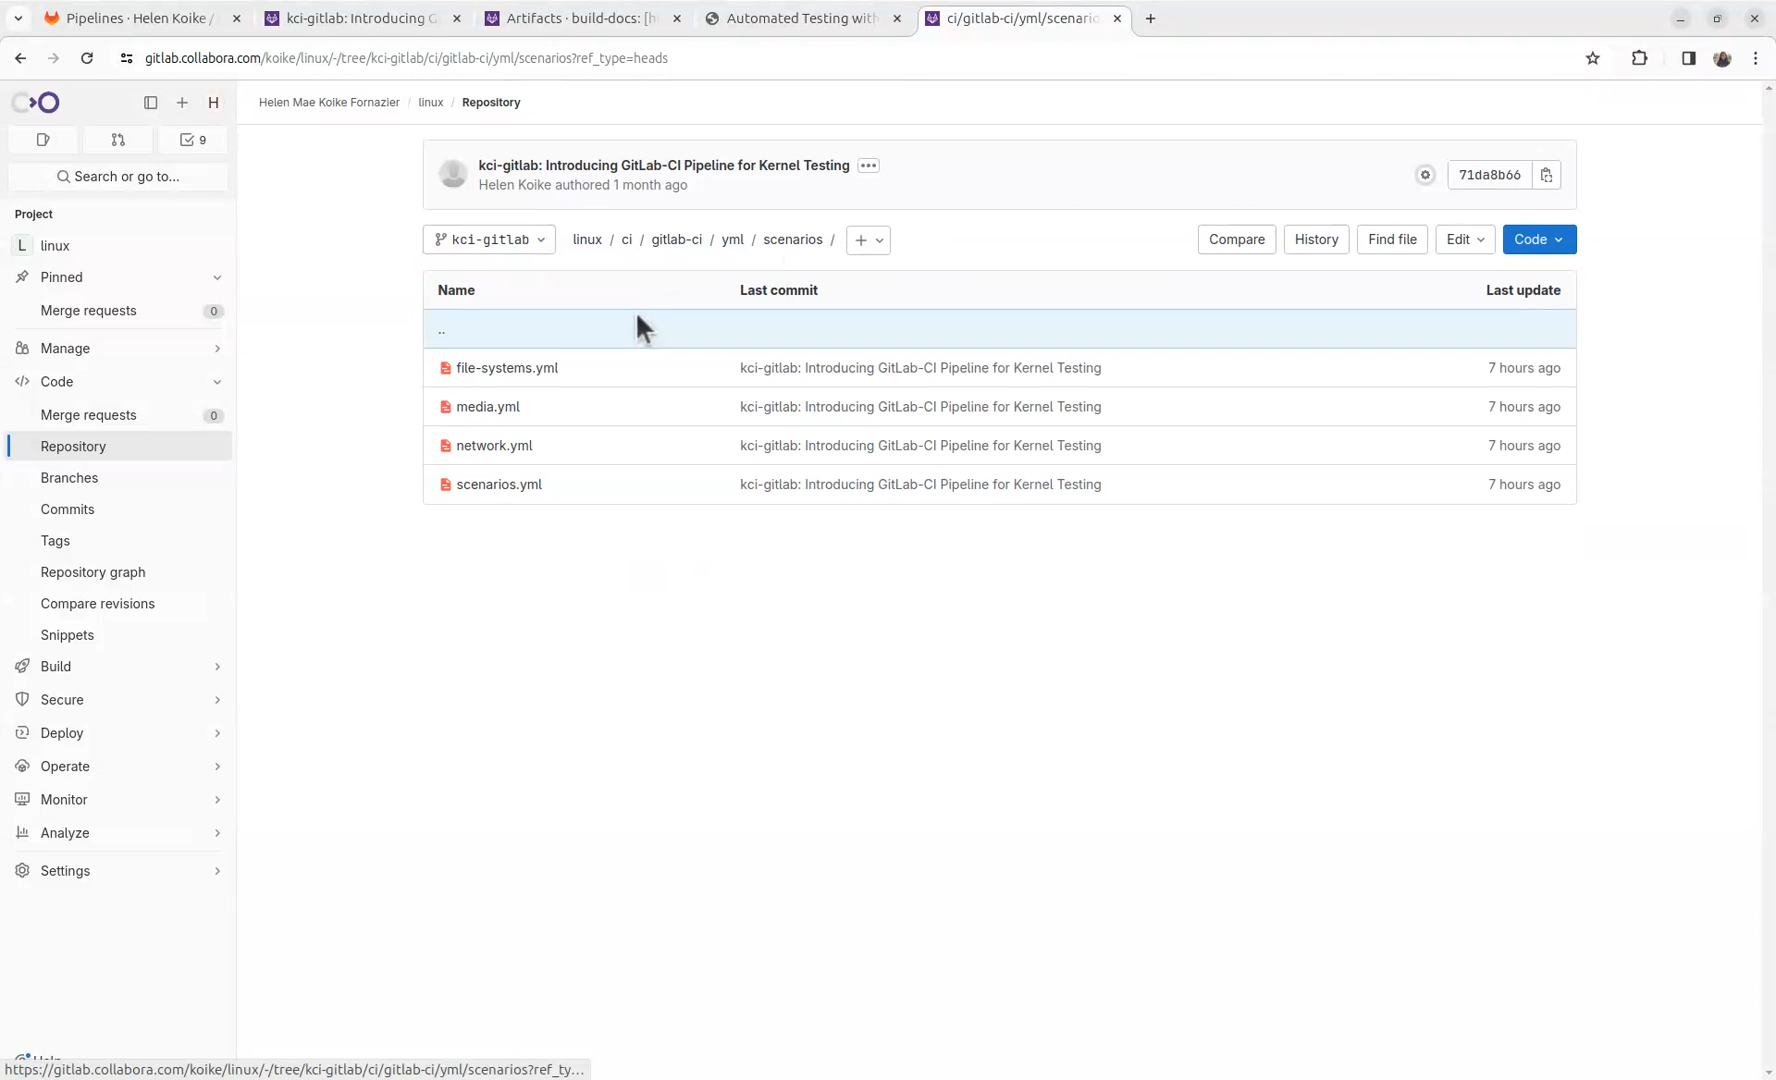 Pipelines · Helen Koike /
kci-gitlab: Introducing G
Artifacts · build-docs: [h
Automated Testing with
ci/gitlab-ci/yml/scenario
gitlab.collabora.com/koike/linux/-/tree/kci-gitlab/ci/gitlab-ci/yml/scenarios?ref_type=heads
H
9
Search or go to...
Project
L linux
Pinned
Merge requests 0
Manage
Code
Merge requests 0
Repository
Branches
Commits
Tags
Repository graph
Compare revisions
Snippets
Build
Secure
Deploy
Operate
Monitor
Analyze
Settings
Helen Mae Koike Fornazier / linux / Repository
kci-gitlab: Introducing GitLab-CI Pipeline for Kernel Testing
Helen Koike authored 1 month ago
71da8b66
kci-gitlab
linux / ci / gitlab-ci / yml / scenarios /
Compare History Find file Edit Code
Name Last commit Last update
..
file-systems.yml kci-gitlab: Introducing GitLab-CI Pipeline for Kernel Testing 7 hours ago
media.yml kci-gitlab: Introducing GitLab-CI Pipeline for Kernel Testing 7 hours ago
network.yml kci-gitlab: Introducing GitLab-CI Pipeline for Kernel Testing 7 hours ago
scenarios.yml kci-gitlab: Introducing GitLab-CI Pipeline for Kernel Testing 7 hours ago
https://gitlab.collabora.com/koike/linux/-/tree/kci-gitlab/ci/gitlab-ci/yml/scenarios?ref_ty...